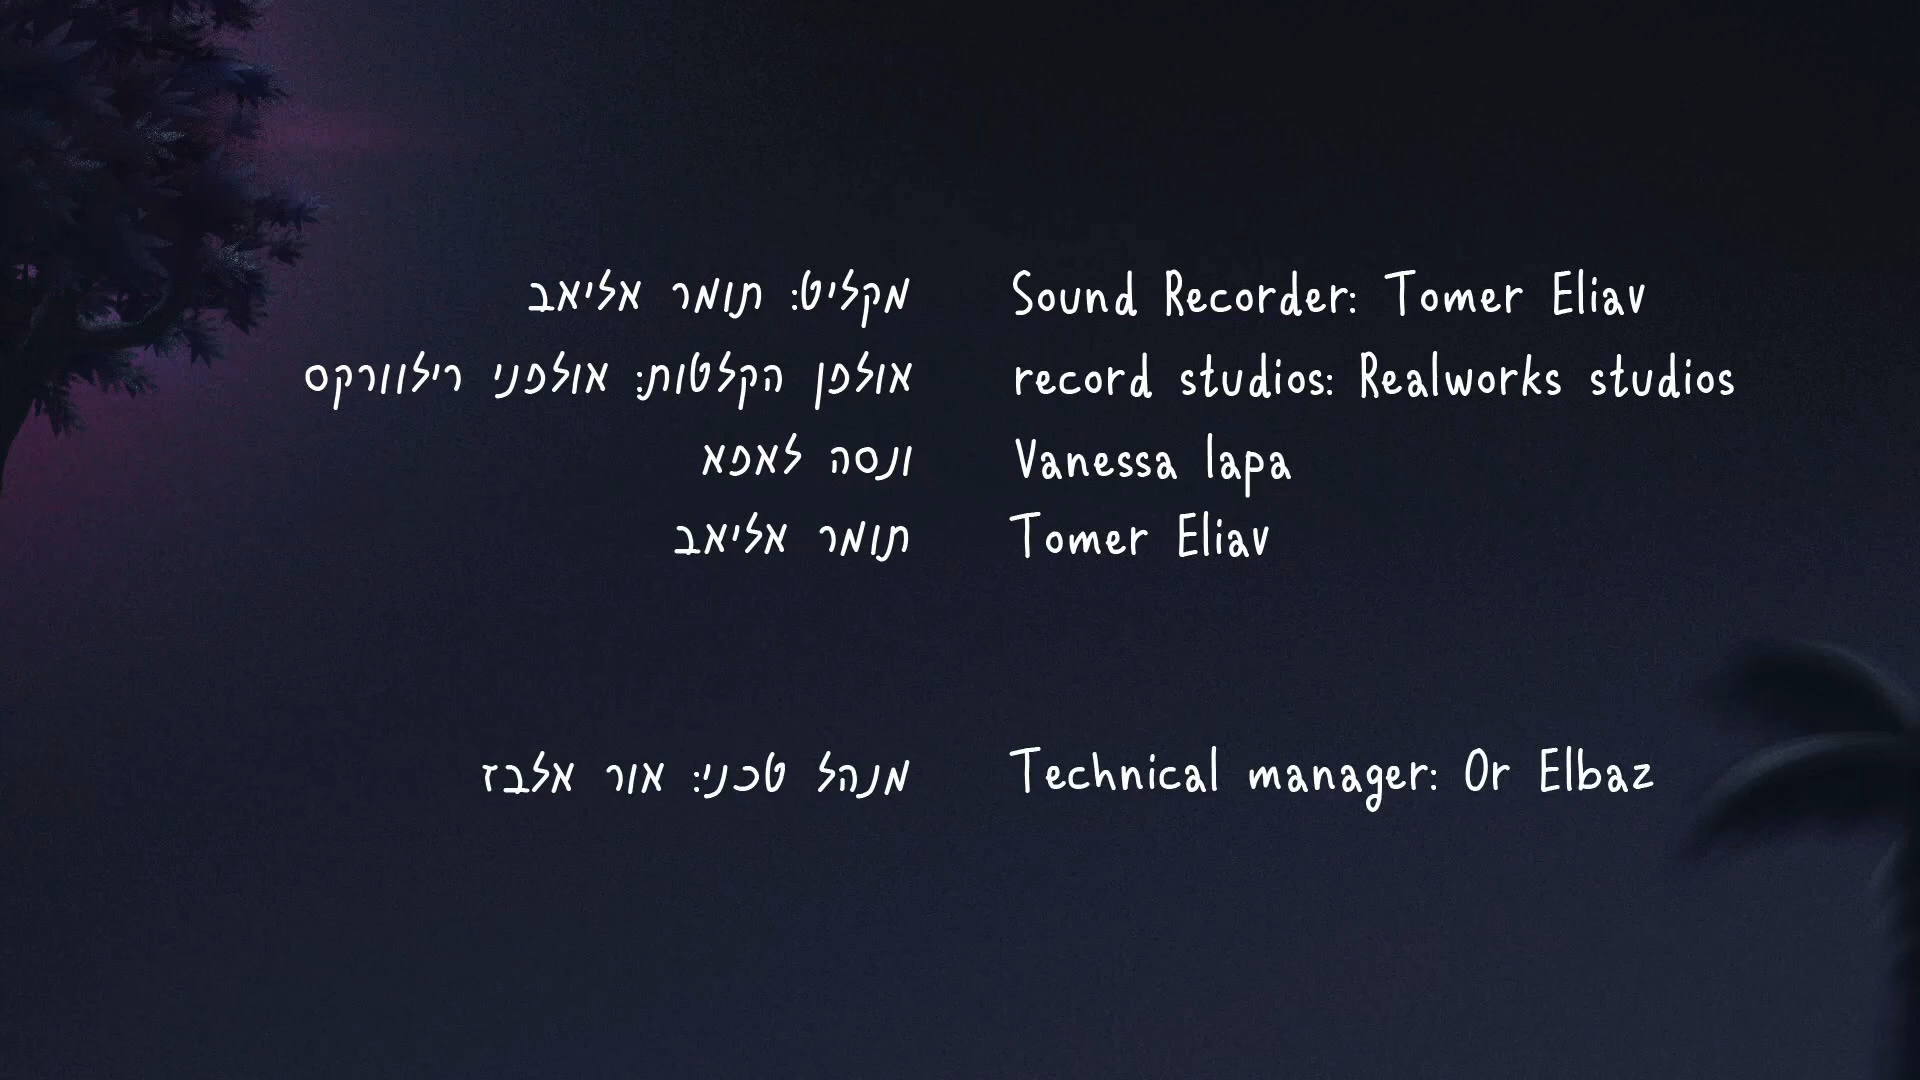 מקליט: תומר אליאב
Sound Recorder: Tomer Eliav
אולפן הקלטות: אולפני רילוורקס
record studios: Realworks studios
ונסה לאפא
Vanessa lapa
תומר אליאב
Tomer Eliav
מנהל טכני: אור אלבז
Technical manager: Or Elbaz